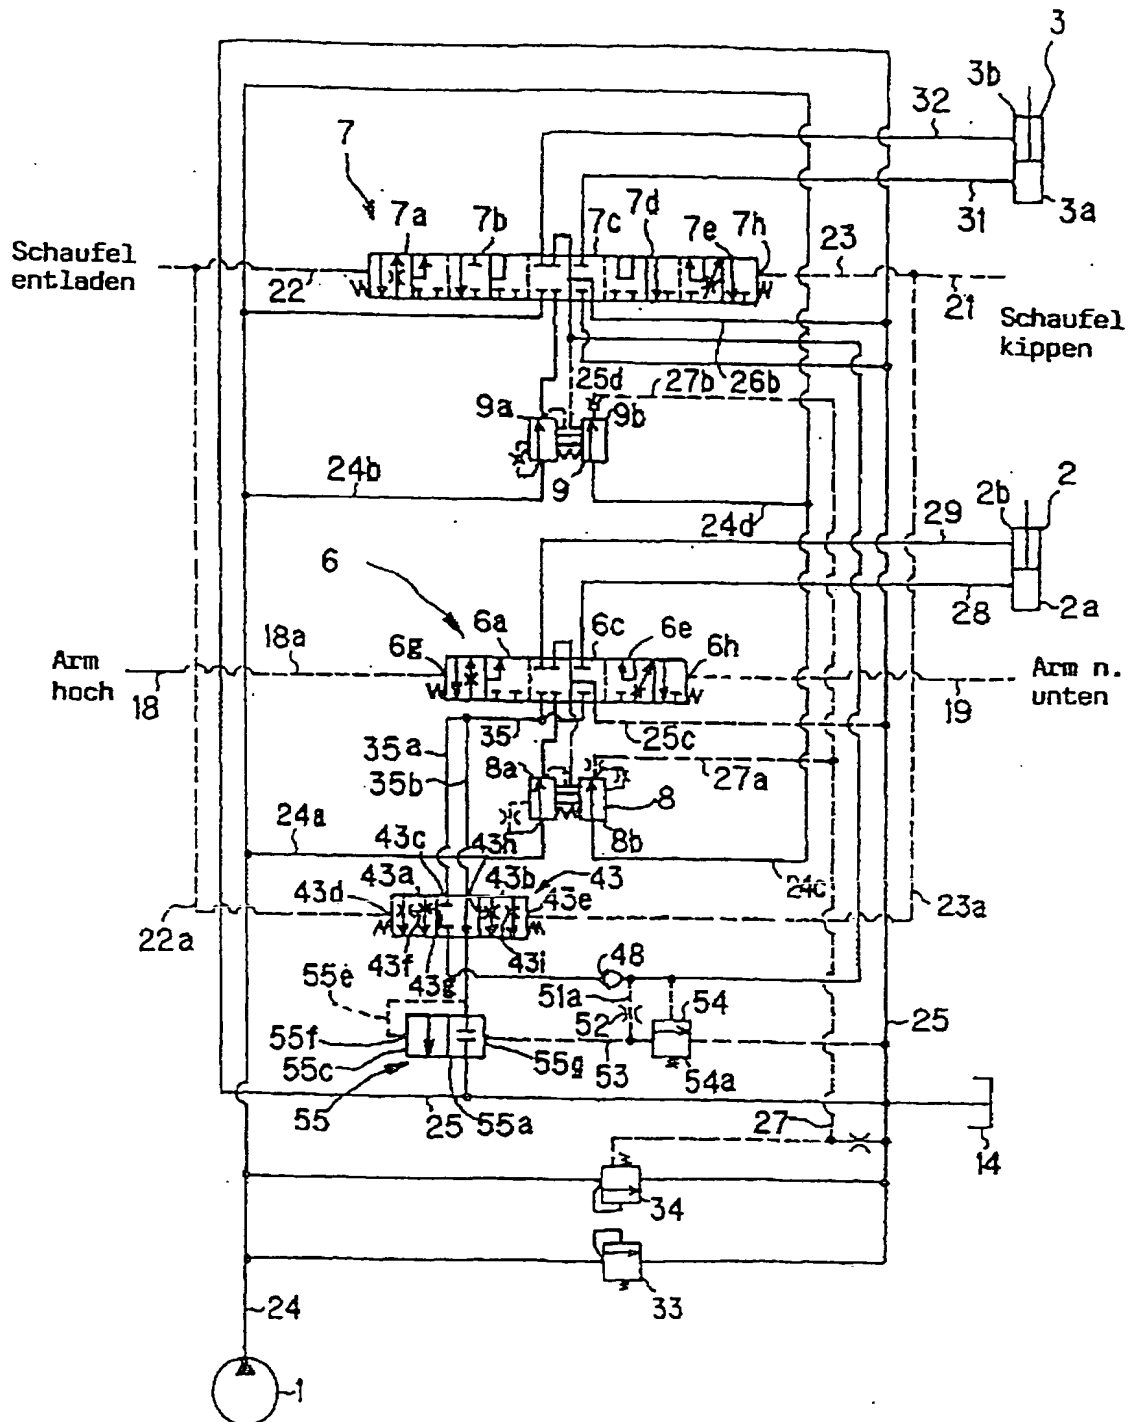 3
3b
32
7
7a
7b
7c
7d
7e
7h
31
3a
23
Schaufel
entladen
22
21
Schaufel
kippen
25d
27b
26b
9a
9b
24b
9
24d
2b
2
29
6
28
2a
18a
6g
6a
6c
6e
6h
Arm
hoch
Arm n.
unten
18
35
25c
19
35a
35b
8a
27a
8
24a
43c
43h
8b
43a
43b
43
24c
43d
43e
22a
23a
43f
43g
43i
48
55e
51a
54
52
25
55f
55c
55g
53
54a
55
25
55a
27
14
34
33
24
1